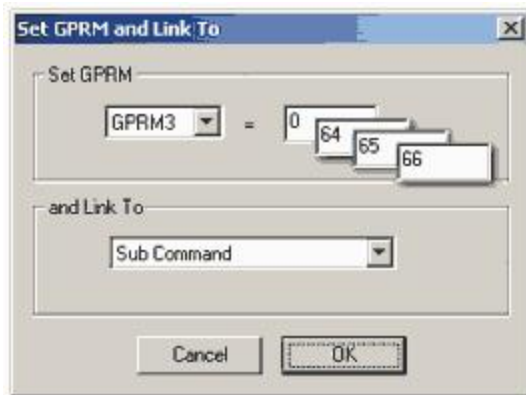 Set GPRM and Link To
Set GPRM
GPRM3 = 0 64 65 66
and Link To
Sub Command
Cancel OK